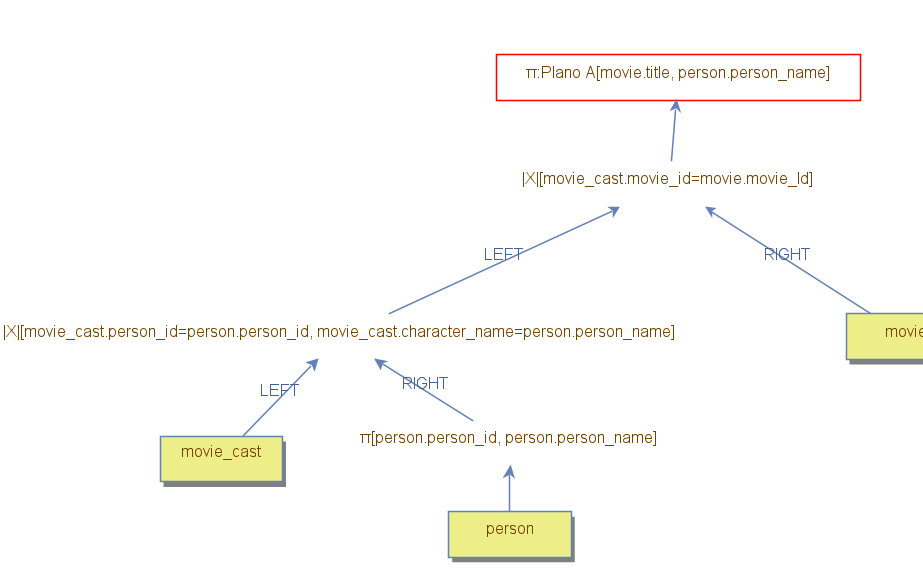 π:Plano A[movie.title, person.person_name]
|X|[movie_cast.movie_id=movie.movie_Id]
LEFT
RIGHT
|X|[movie_cast.person_id=person.person_id, movie_cast.character_name=person.person_name]
movie
LEFT
RIGHT
π[person.person_id, person.person_name]
movie_cast
person